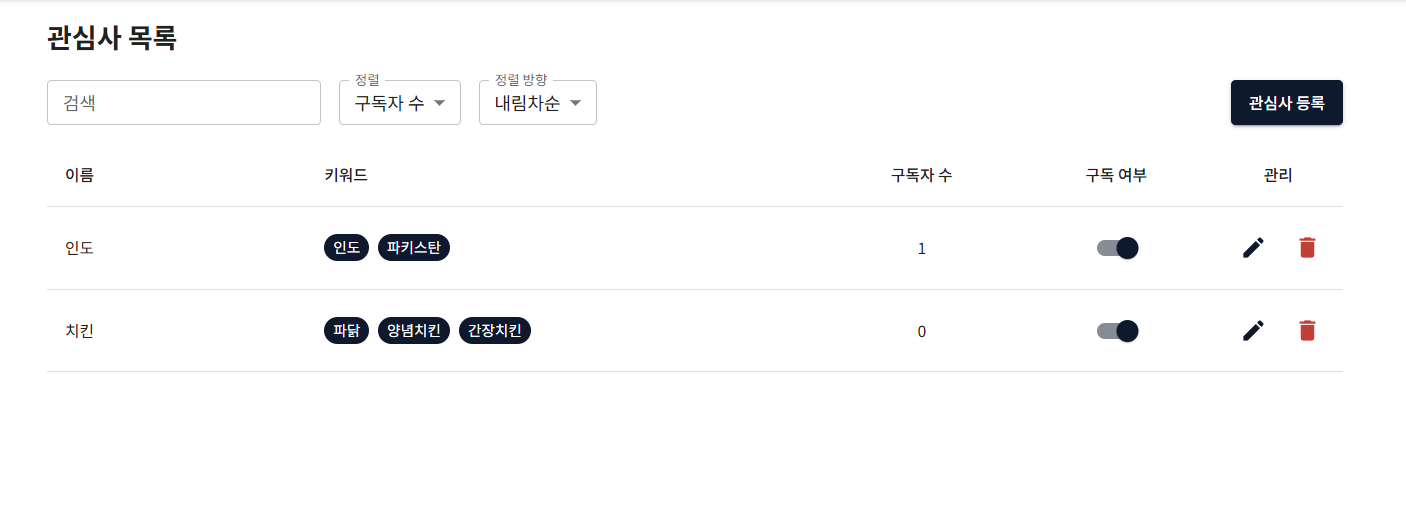 관심사 목록
정렬 정렬 방향
검색 구독자 수 내림차순 관심사 등록
이름 키워드 구독자 수 구독 여부 관리
인도 인도 파키스탄 1
치킨 파닭 양념치킨 간장치킨 0